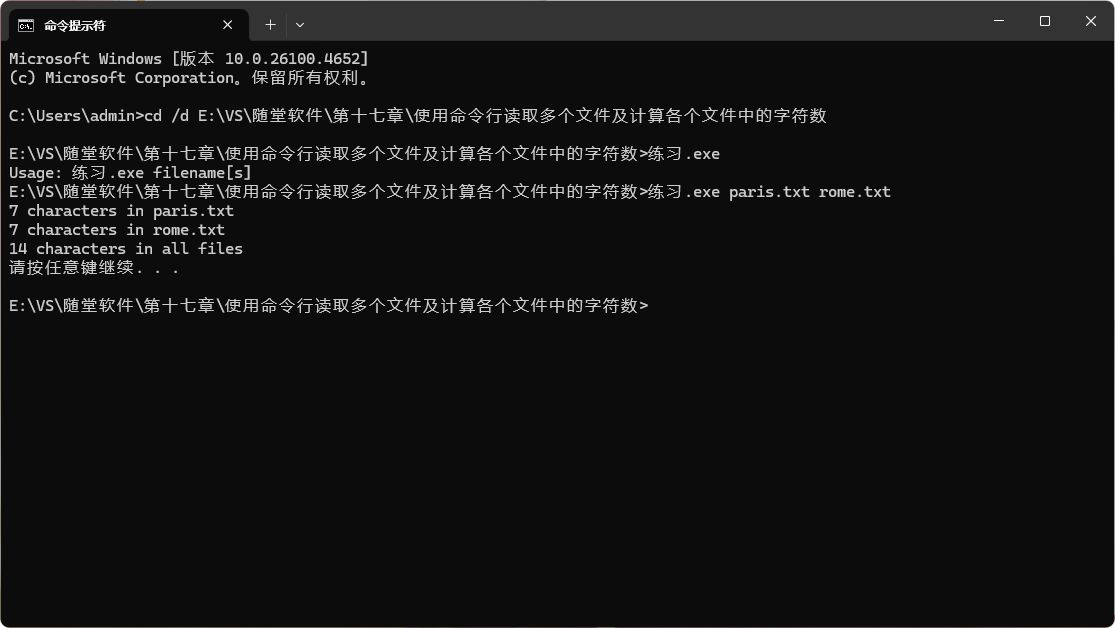 命令提示符
Microsoft Windows [版本 10.0.26100.4652]
(c) Microsoft Corporation。保留所有权利。
C:\Users\admin>cd /d E:\VS\随堂软件\第十七章\使用命令行读取多个文件及计算各个文件中的字符数
E:\VS\随堂软件\第十七章\使用命令行读取多个文件及计算各个文件中的字符数>练习.exe
Usage: 练习.exe filename[s]
E:\VS\随堂软件\第十七章\使用命令行读取多个文件及计算各个文件中的字符数>练习.exe paris.txt rome.txt
7 characters in paris.txt
7 characters in rome.txt
14 characters in all files
请按任意键继续. . .
E:\VS\随堂软件\第十七章\使用命令行读取多个文件及计算各个文件中的字符数>